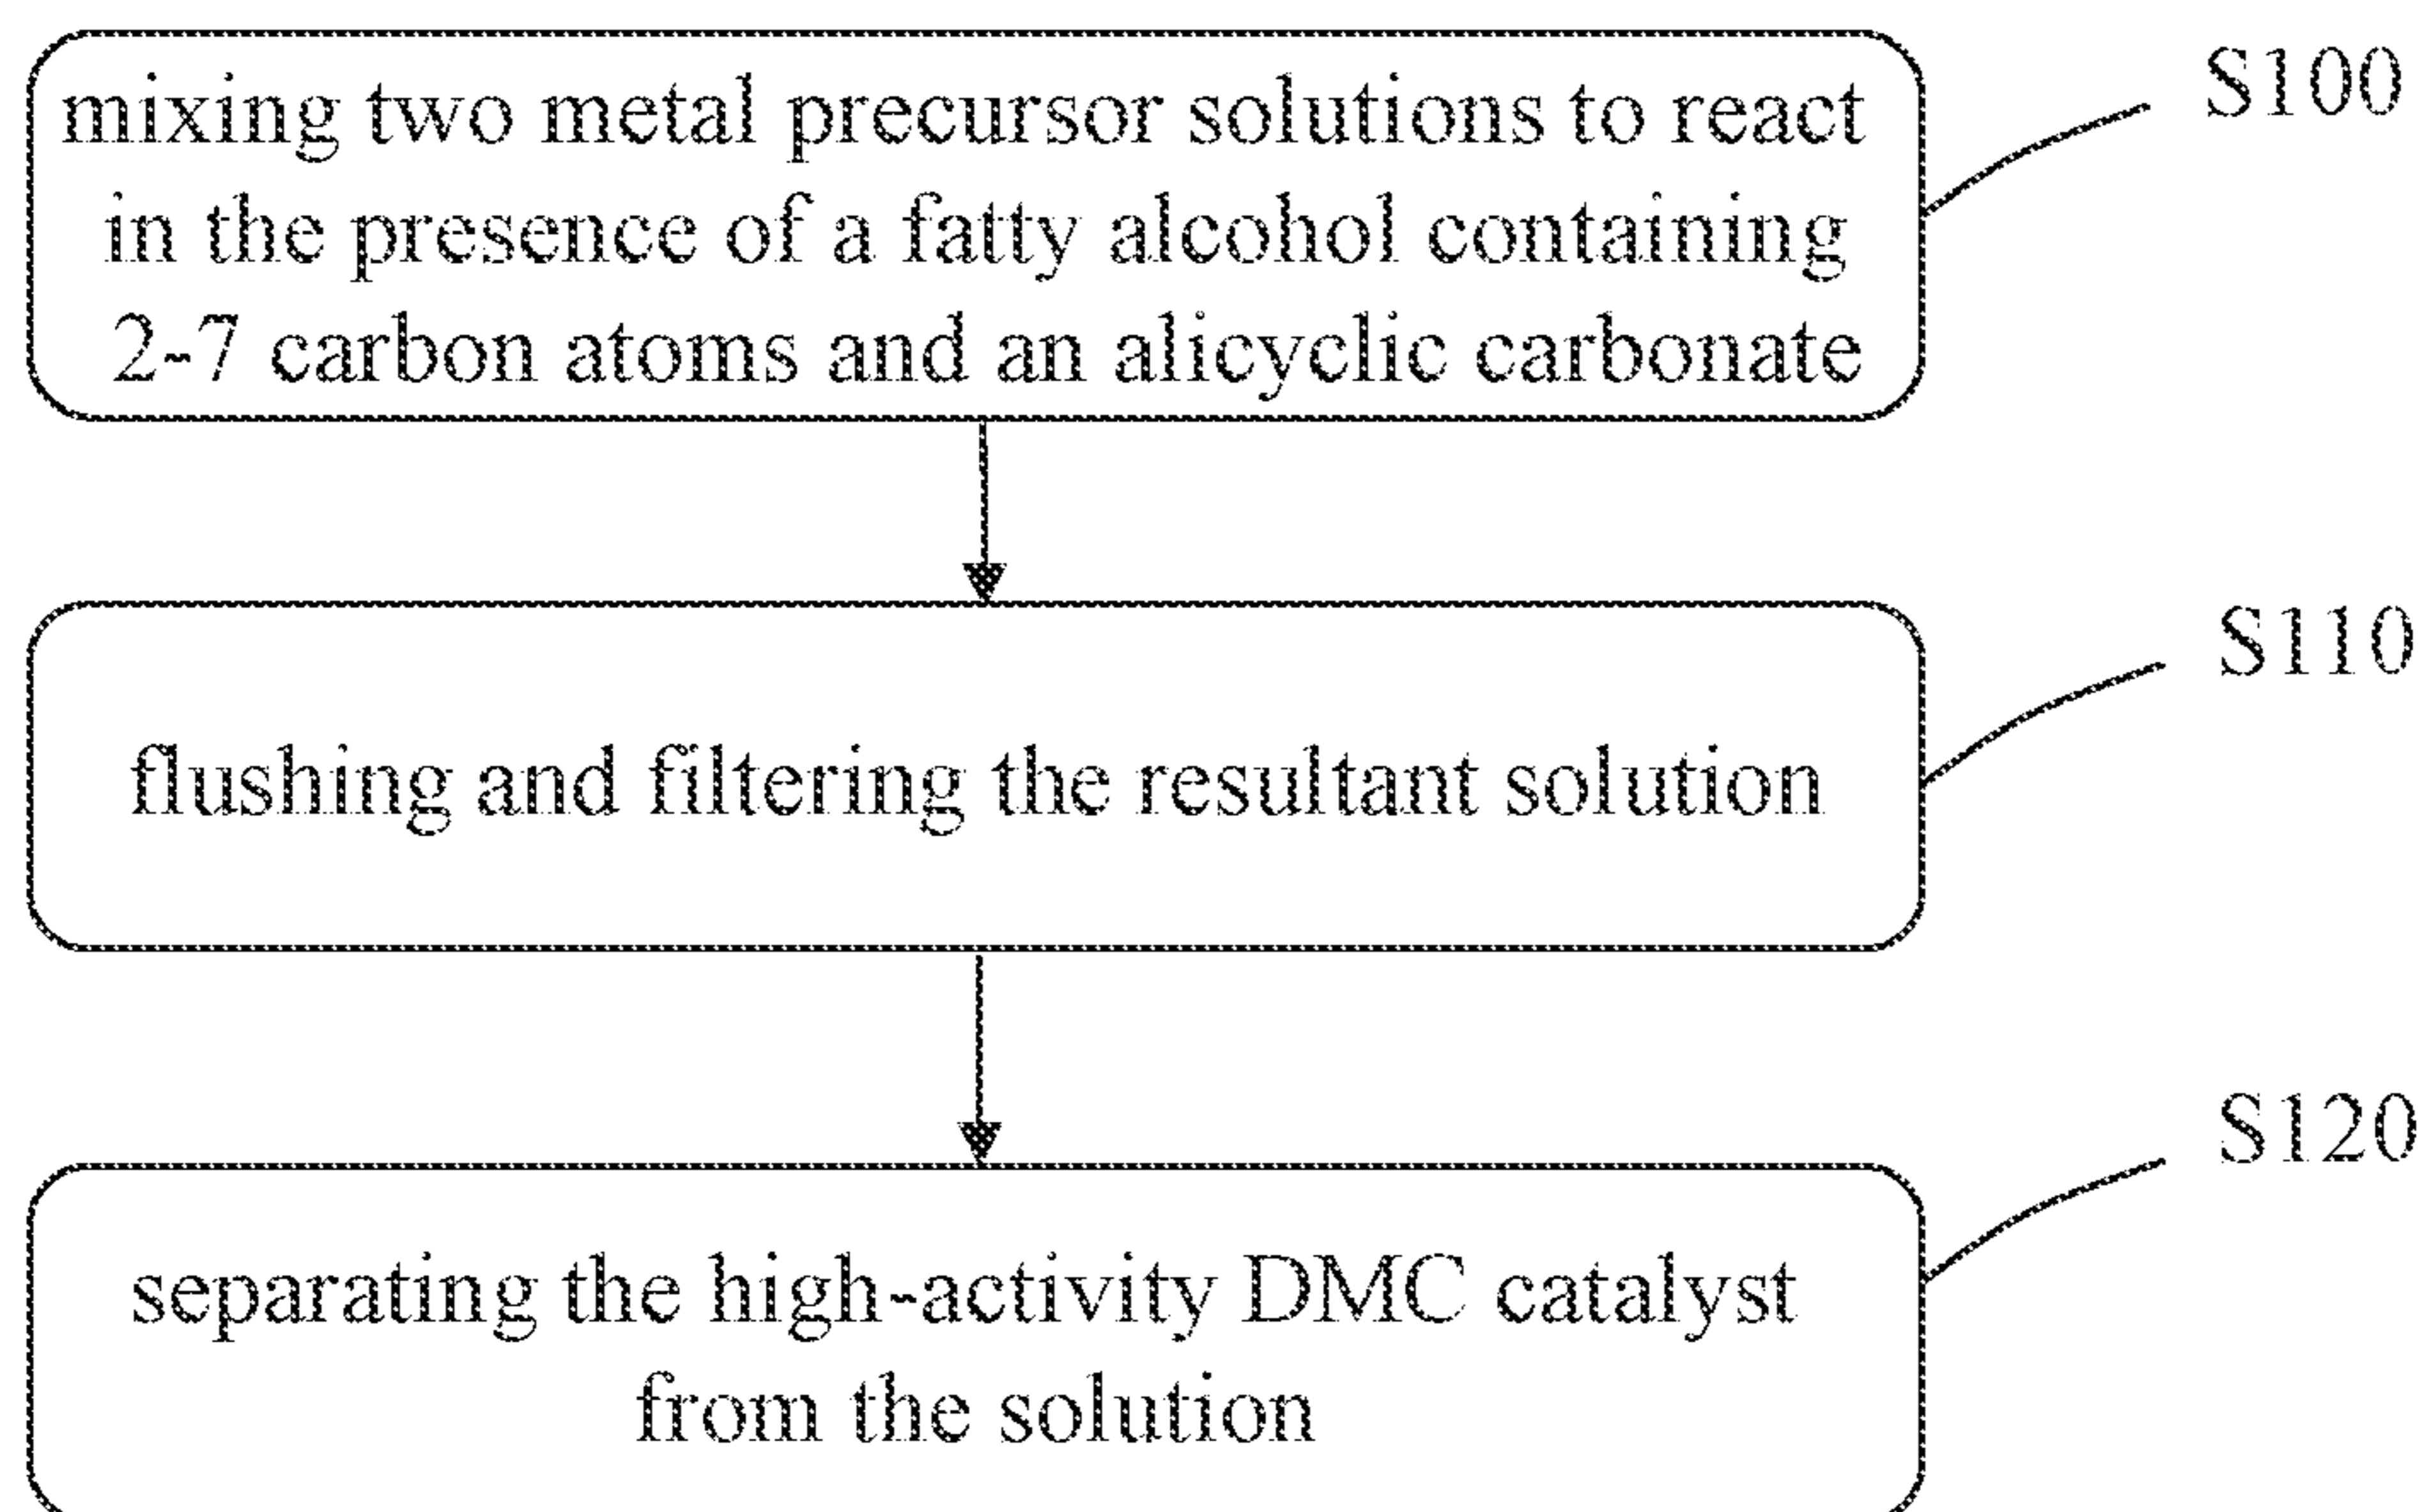 mixing two metal precursor solutions to react
in the presence of a fatty alcohol containing
2-7 carbon atoms and an alicyclic carbonate
S100
flushing and filtering the resultant solution
S110
separating the high-activity DMC catalyst
from the solution
S120